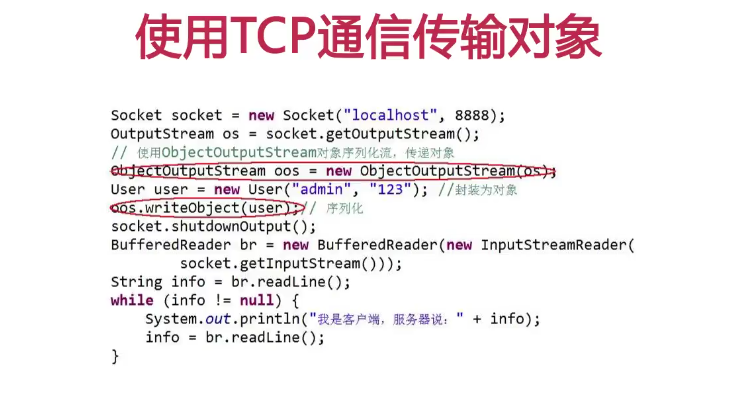 使用TCP通信传输对象
Socket socket = new Socket("localhost", 8888);
OutputStream os = socket.getOutputStream();
// 使用ObjectOutputStream对象序列化流，传递对象
ObjectOutputStream oos = new ObjectOutputStream(os);
User user = new User("admin", "123"); //封装为对象
oos.writeObject(user);// 序列化
socket.shutdownOutput();
BufferedReader br = new BufferedReader(new InputStreamReader(
socket.getInputStream()));
String info = br.readLine();
while (info != null) {
System.out.println("我是客户端，服务器说：" + info);
info = br.readLine();
}